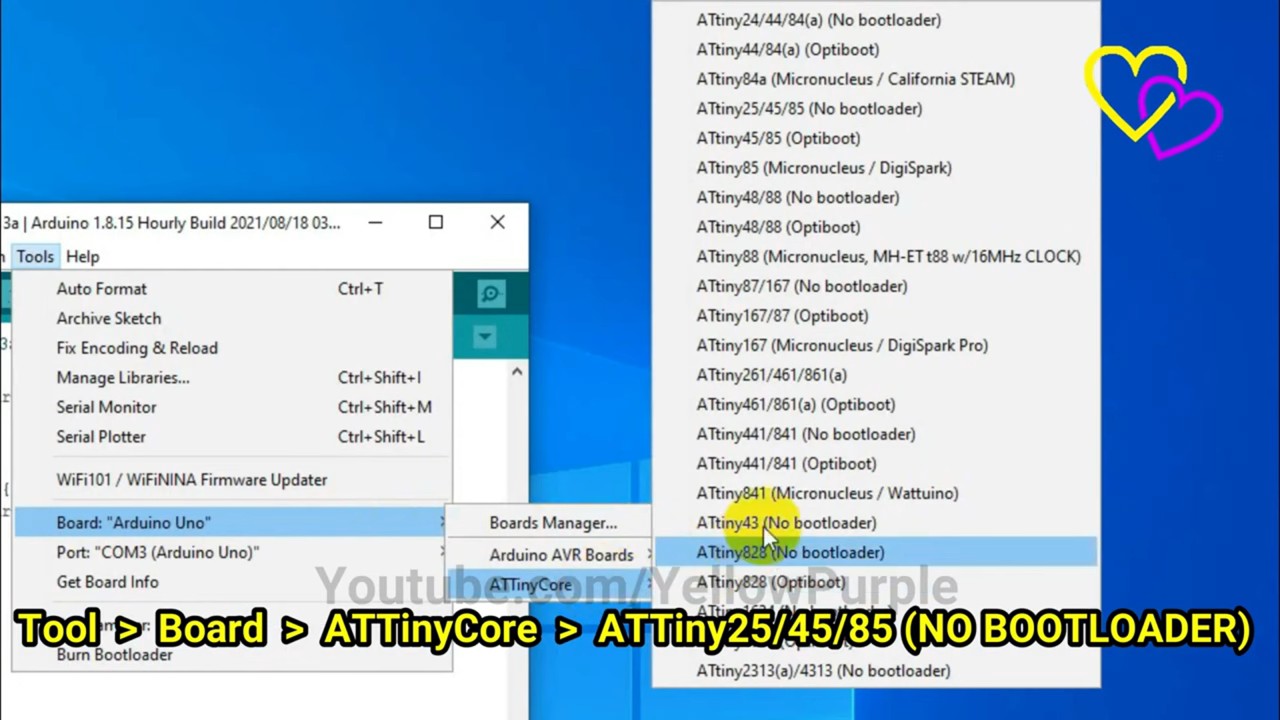 ATtiny24/44/84(a) (No bootloader)
ATtiny44/84(a) (Optiboot)
ATtiny84a (Micronucleus / California STEAM)
ATtiny25/45/85 (No bootloader)
ATtiny45/85 (Optiboot)
ATtiny85 (Micronucleus / DigiSpark)
ATtiny48/88 (No bootloader)
ATtiny48/88 (Optiboot)
ATtiny88 (Micronucleus, MH-ET t88 w/16MHz CLOCK)
ATtiny87/167 (No bootloader)
ATtiny167/87 (Optiboot)
ATtiny167 (Micronucleus / DigiSpark Pro)
ATtiny261/461/861(a)
ATtiny461/861(a) (Optiboot)
ATtiny441/841 (No bootloader)
ATtiny441/841 (Optiboot)
ATtiny841 (Micronucleus / Wattuino)
ATtiny43 (No bootloader)
ATtiny828 (No bootloader)
ATtiny828 (Optiboot)
ATtiny2313(a)/4313 (No bootloader)
3a | Arduino 1.8.15 Hourly Build 2021/08/18 03...
Tools Help
Auto Format Ctrl+T
Archive Sketch
Fix Encoding & Reload
Manage Libraries... Ctrl+Shift+I
Serial Monitor Ctrl+Shift+M
Serial Plotter Ctrl+Shift+L
WiFi101 / WiFiNINA Firmware Updater
Board: "Arduino Uno"
Port: "COM3 (Arduino Uno)"
Get Board Info
Burn Bootloader
Boards Manager...
Arduino AVR Boards
ATTinyCore
Youtube.com/YellowPurple
Tool > Board > ATTinyCore > ATTiny25/45/85 (NO BOOTLOADER)